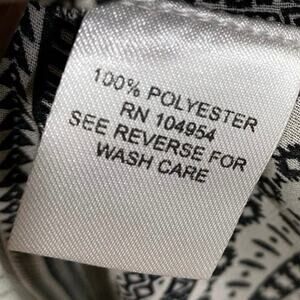 100% POLYESTER
RN 104954
SEE REVERSE FOR
WASH CARE